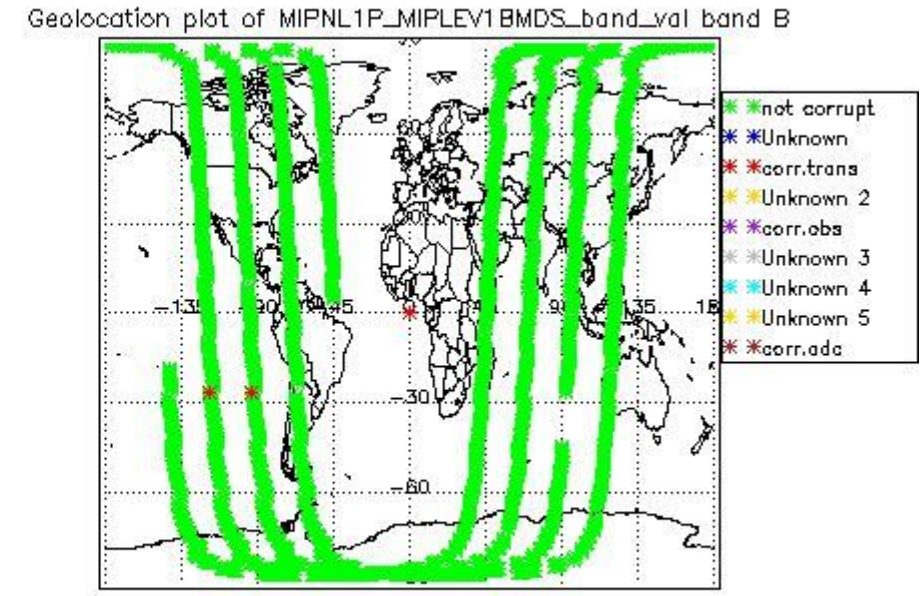 Geolocation plot of MIPNL1P_MIPLEV1BMDS_band_val band B
not corrupt
Unknown
corr.trans
Unknown 2
corr.obs
Unknown 3
Unknown 4
Unknown 5
corr.adc
60
-135
-90
-45
135
-30
-60